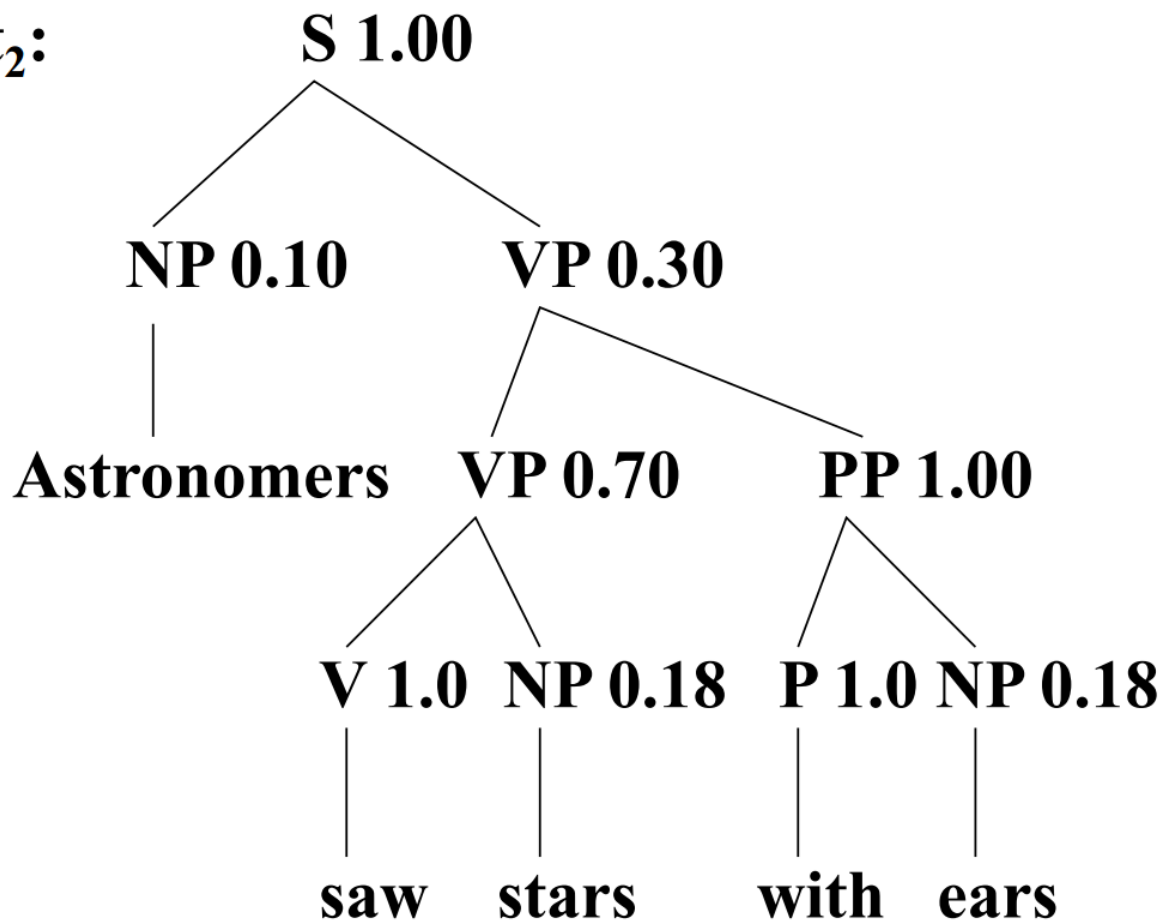 t₂: S 1.00
NP 0.10 VP 0.30
Astronomers VP 0.70 PP 1.00
V 1.0 NP 0.18 P 1.0 NP 0.18
saw stars with ears